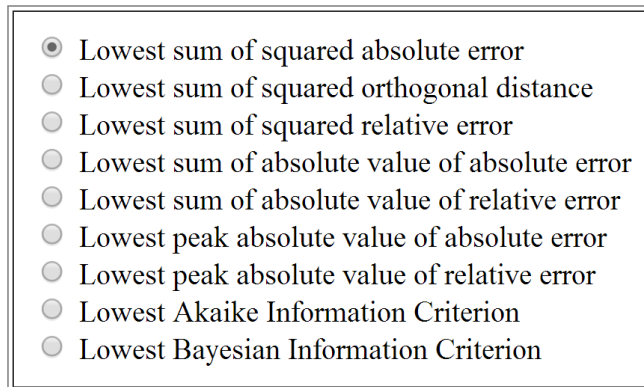 Lowest sum of squared absolute error
Lowest sum of squared orthogonal distance
Lowest sum of squared relative error
Lowest sum of absolute value of absolute error
Lowest sum of absolute value of relative error
Lowest peak absolute value of absolute error
Lowest peak absolute value of relative error
Lowest Akaike Information Criterion
Lowest Bayesian Information Criterion